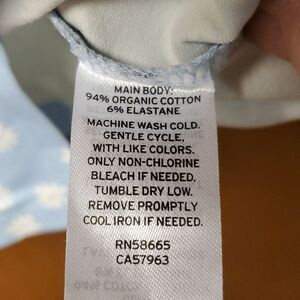 MAIN BODY:
94% ORGANIC COTTON
6% ELASTANE
MACHINE WASH COLD.
GENTLE CYCLE,
WITH LIKE COLORS.
ONLY NON-CHLORINE
BLEACH IF NEEDED.
TUMBLE DRY LOW.
REMOVE PROMPTLY
COOL IRON IF NEEDED.
RN58665
CA57963